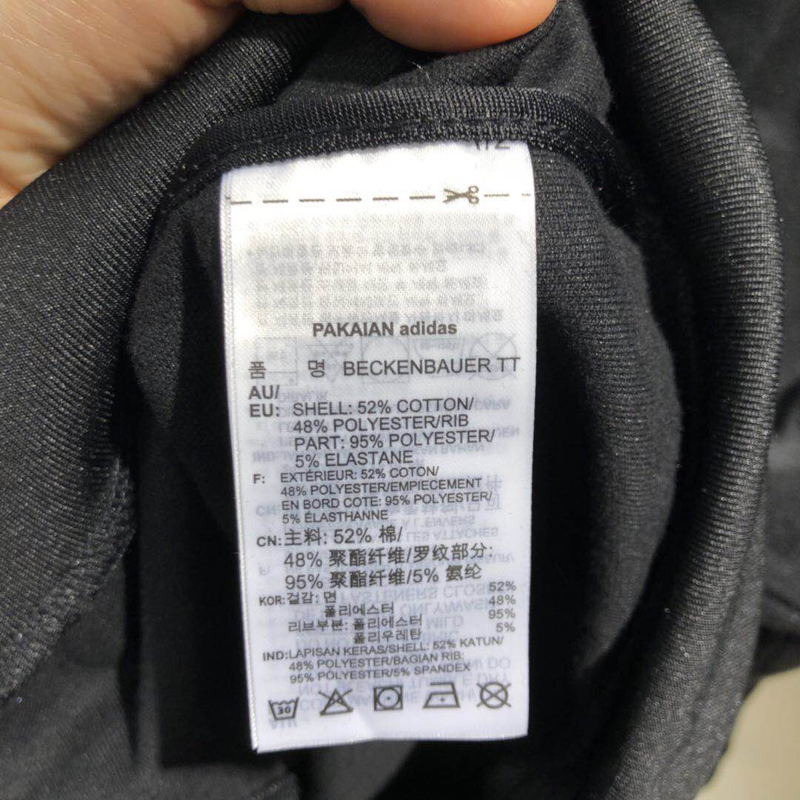 PAKAIAN adidas
품 명 BECKENBAUER TT
AU/
EU: SHELL: 52% COTTON/
48% POLYESTER/RIB
PART: 95% POLYESTER/
5% ELASTANE
F: EXTÉRIEUR: 52% COTON/
48% POLYESTER/EMPIECEMENT
EN BORD COTE: 95% POLYESTER/
5% ÉLASTHANNE
CN: 主料: 52% 棉/
48% 聚酯纤维/罗纹部分:
95% 聚酯纤维/5% 氨纶
KOR: 겉감: 면 52%
폴리에스터 48%
리브부분: 폴리에스터 95%
폴리우레탄 5%
IND: LAPISAN KERAS/SHELL: 52% KATUN/
48% POLYESTER/BAGIAN RIB:
95% POLYESTER/5% SPANDEX
30